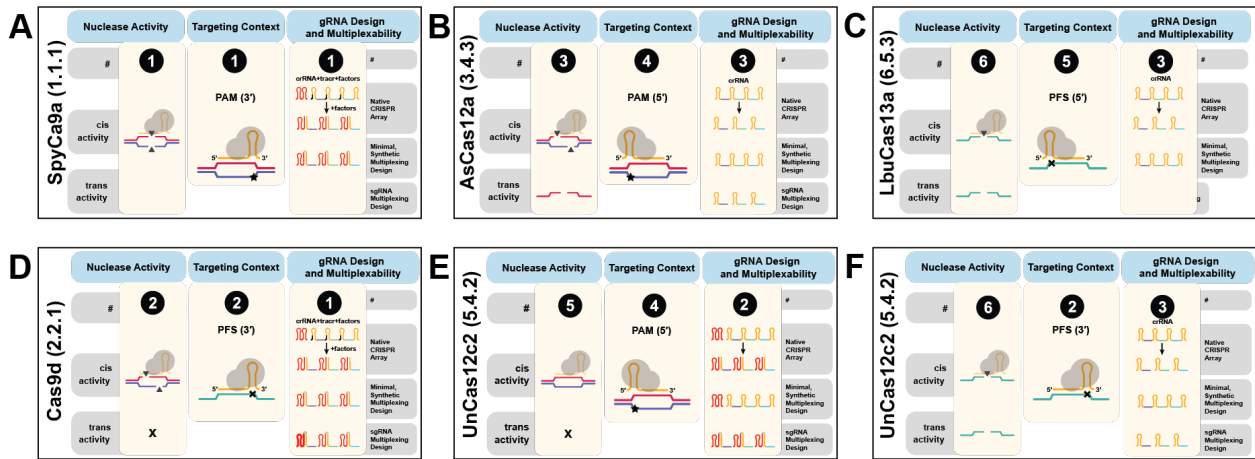 A
SpyCa9a (1.1.1)
Nuclease Activity
Targeting Context
gRNA Design
and Multiplexability
#
1
1
1
#
crRNA+tracr+factors
PAM (3')
+factors
Native
CRISPR
Array
cis
activity
5'
3'
Minimal,
Synthetic
Multiplexing
Design
trans
activity
sgRNA
Multiplexing
Design
B
AsCas12a (3.4.3)
Nuclease Activity
Targeting Context
gRNA Design
and Multiplexability
#
3
4
3
#
crRNA
PAM (5')
Native
CRISPR
Array
cis
activity
5'
3'
Minimal,
Synthetic
Multiplexing
Design
trans
activity
sgRNA
Multiplexing
Design
C
LbuCas13a (6.5.3)
Nuclease Activity
Targeting Context
gRNA Design
and Multiplexability
#
6
5
3
#
crRNA
PFS (5')
Native
CRISPR
Array
cis
activity
5'
3'
Minimal,
Synthetic
Multiplexing
Design
trans
activity
g
D
Cas9d (2.2.1)
Nuclease Activity
Targeting Context
gRNA Design
and Multiplexability
#
2
2
1
#
crRNA+tracr+factors
PFS (3')
+factors
Native
CRISPR
Array
cis
activity
5'
3'
Minimal,
Synthetic
Multiplexing
Design
trans
activity
X
sgRNA
Multiplexing
Design
E
UnCas12c2 (5.4.2)
Nuclease Activity
Targeting Context
gRNA Design
and Multiplexability
#
5
4
2
#
PAM (5')
Native
CRISPR
Array
cis
activity
5'
3'
Minimal,
Synthetic
Multiplexing
Design
trans
activity
X
sgRNA
Multiplexing
Design
F
UnCas12c2 (5.4.2)
Nuclease Activity
Targeting Context
gRNA Design
and Multiplexability
#
6
2
3
#
crRNA
PFS (3')
Native
CRISPR
Array
cis
activity
5'
3'
Minimal,
Synthetic
Multiplexing
Design
trans
activity
sgRNA
Multiplexing
Design